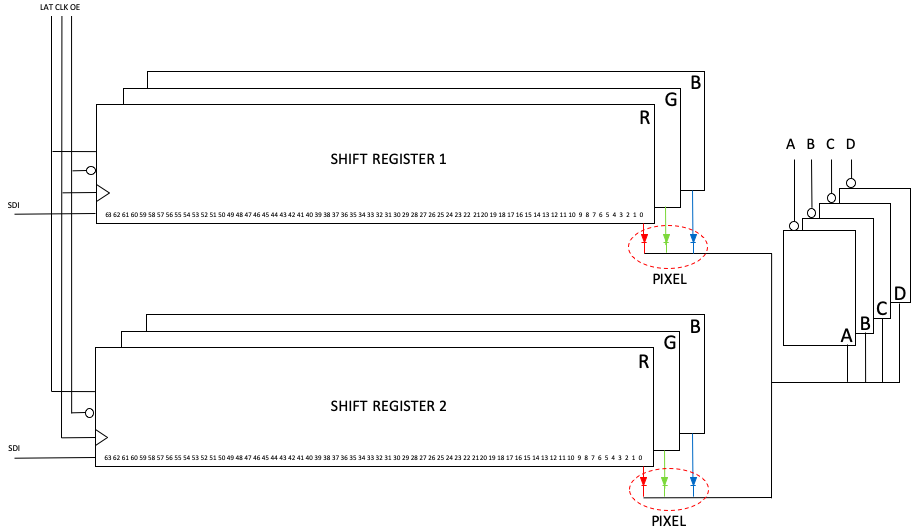 LAT CLK OE
B
G
R
SHIFT REGISTER 1
A B C D
SDI
63 62 61 60 59 58 57 56 55 54 53 52 51 50 49 48 47 46 45 44 43 42 41 40 39 38 37 36 35 34 33 32 31 30 29 28 27 26 25 24 23 22 21 20 19 18 17 16 15 14 13 12 11 10 9 8 7 6 5 4 3 2 1 0
PIXEL
D
C
B
A
B
G
R
SHIFT REGISTER 2
SDI
63 62 61 60 59 58 57 56 55 54 53 52 51 50 49 48 47 46 45 44 43 42 41 40 39 38 37 36 35 34 33 32 31 30 29 28 27 26 25 24 23 22 21 20 19 18 17 16 15 14 13 12 11 10 9 8 7 6 5 4 3 2 1 0
PIXEL